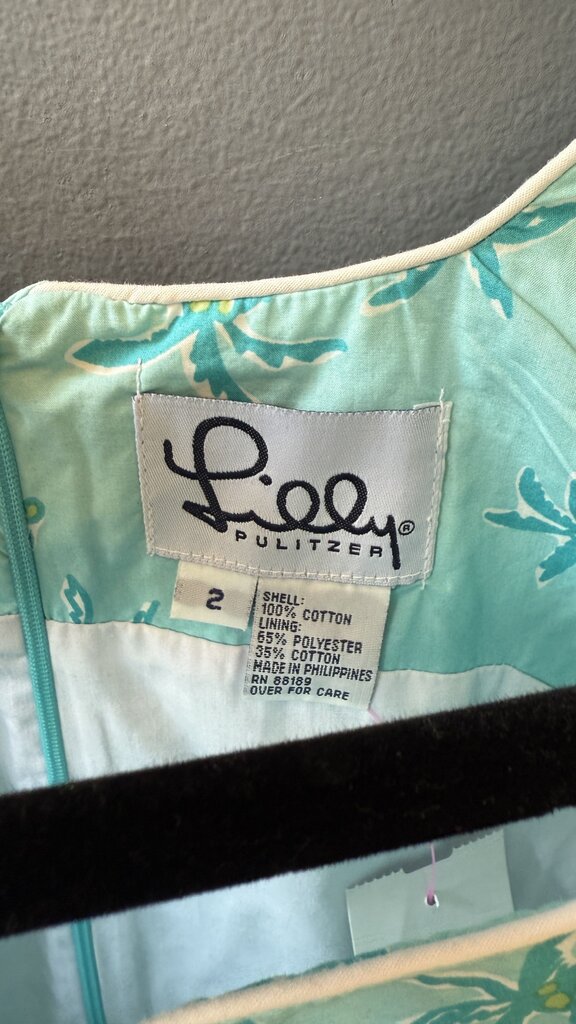 Lilly®
PULITZER
2
SHELL:
100% COTTON
LINING:
65% POLYESTER
35% COTTON
MADE IN PHILIPPINES
RN 88189
OVER FOR CARE